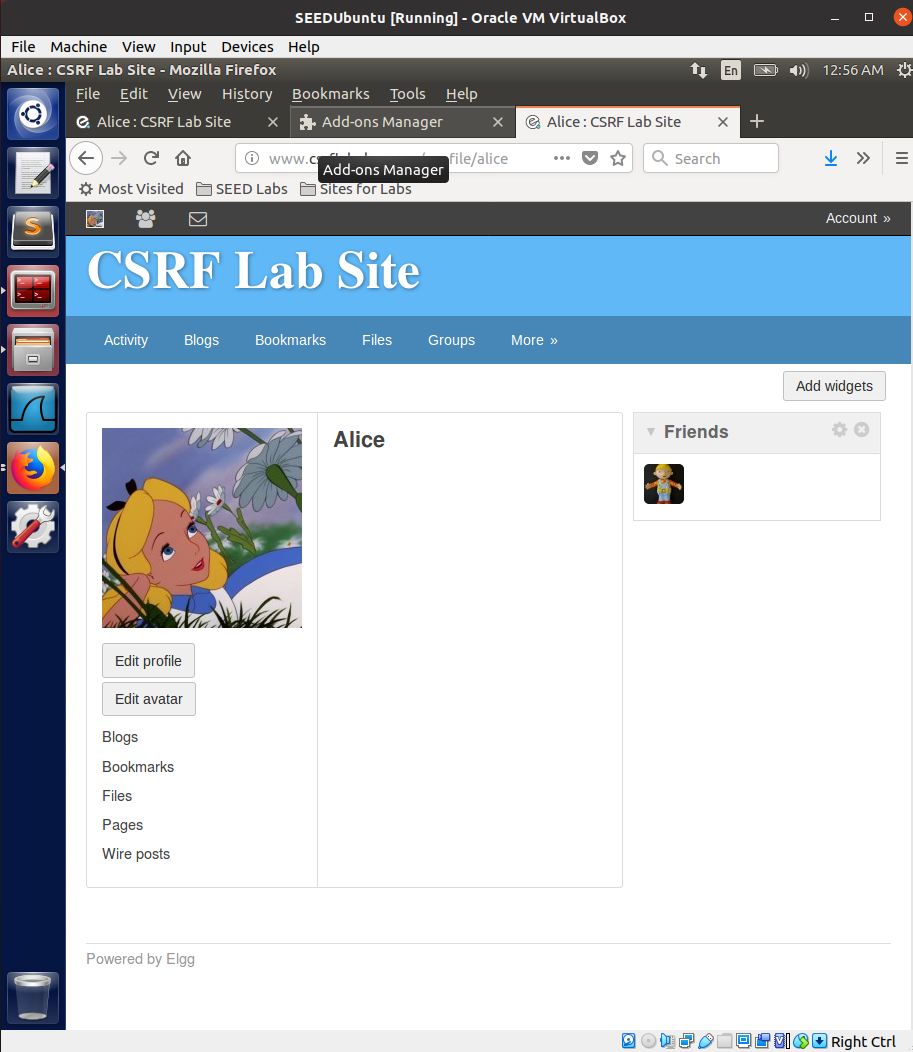 SEEDUbuntu [Running] - Oracle VM VirtualBox
File Machine View Input Devices Help
Alice : CSRF Lab Site - Mozilla Firefox En 12:56 AM
File Edit View History Bookmarks Tools Help
Alice : CSRF Lab Site Add-ons Manager Alice : CSRF Lab Site
file/alice Search
Add-ons Manager
Most Visited SEED Labs Sites for Labs
Account »
CSRF Lab Site
Activity Blogs Bookmarks Files Groups More »
Add widgets
Alice
Friends
Edit profile
Edit avatar
Blogs
Bookmarks
Files
Pages
Wire posts
Powered by Elgg
Right Ctrl